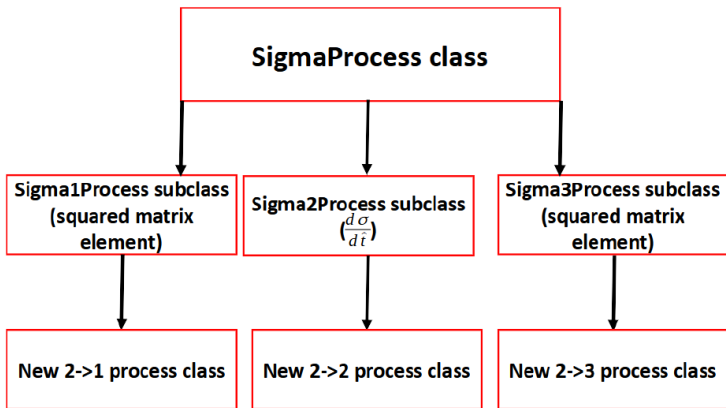 SigmaProcess class
Sigma1Process subclass
(squared matrix
element)
Sigma2Process subclass
(dσ/dt̂)
Sigma3Process subclass
(squared matrix
element)
New 2->1 process class
New 2->2 process class
New 2->3 process class